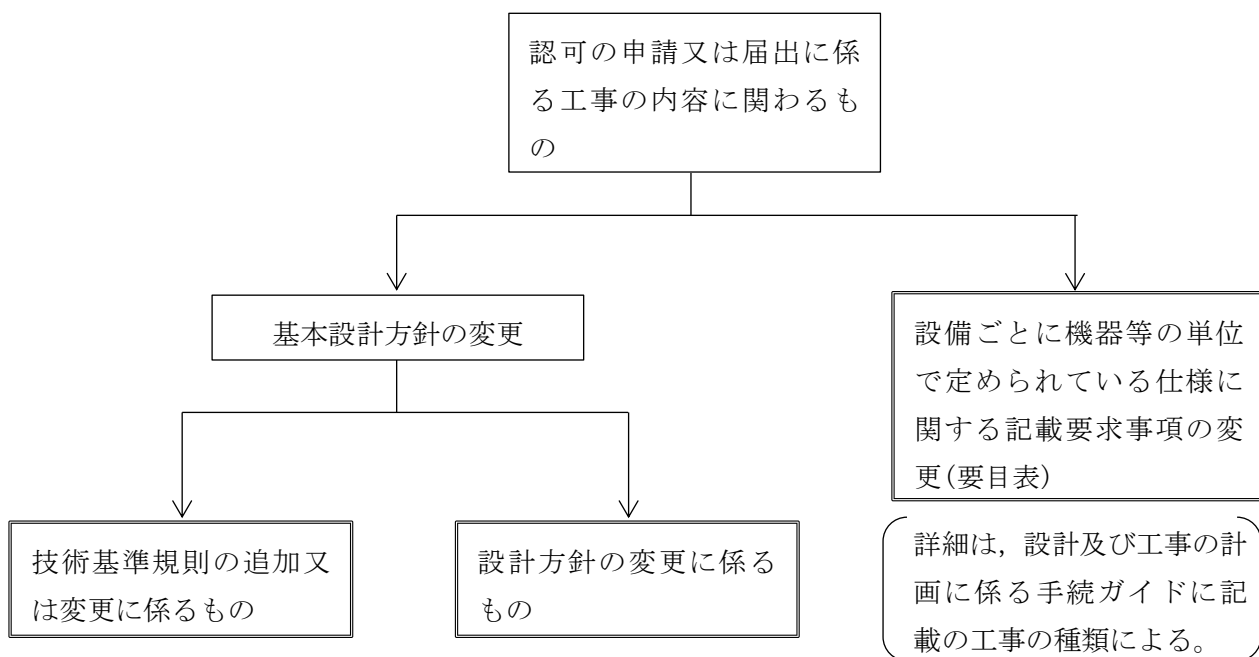 認可の申請又は届出に係
る工事の内容に関わるも
の
基本設計方針の変更
設備ごとに機器等の単位
で定められている仕様に
関する記載要求事項の変
更(要目表)
技術基準規則の追加又
は変更に係るもの
設計方針の変更に係る
もの
詳細は，設計及び工事の計
画に係る手続ガイドに記
載の工事の種類による。